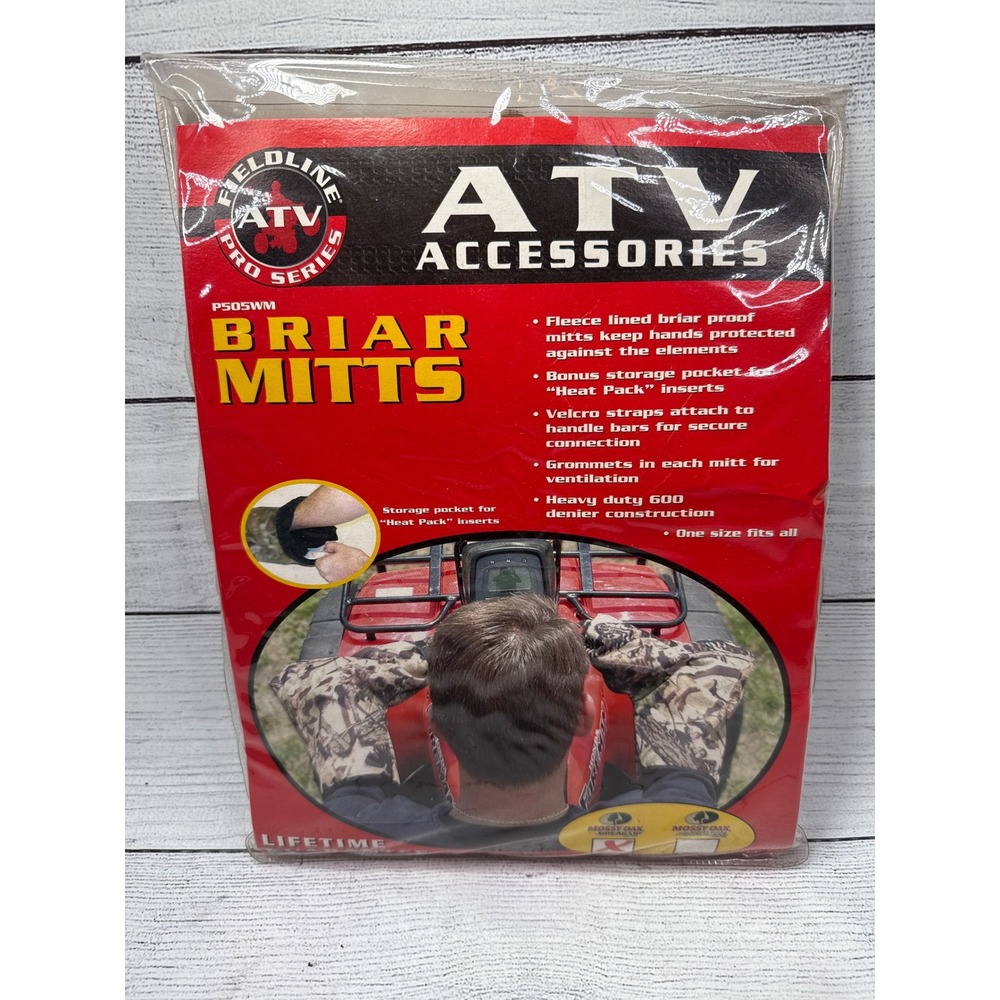 FIELDLINE
ATV
PRO SERIES
ATV
ACCESSORIES
P505WM
BRIAR
MITTS
• Fleece lined briar proof
mitts keep hands protected
against the elements
• Bonus storage pocket for
“Heat Pack” inserts
• Velcro straps attach to
handle bars for secure
connection
• Grommets in each mitt for
ventilation
• Heavy duty 600
denier construction
• One size fits all
Storage pocket for
“Heat Pack” inserts
LIFETIME
MOSSY OAK
BREAK-UP
X
MOSSY OAK